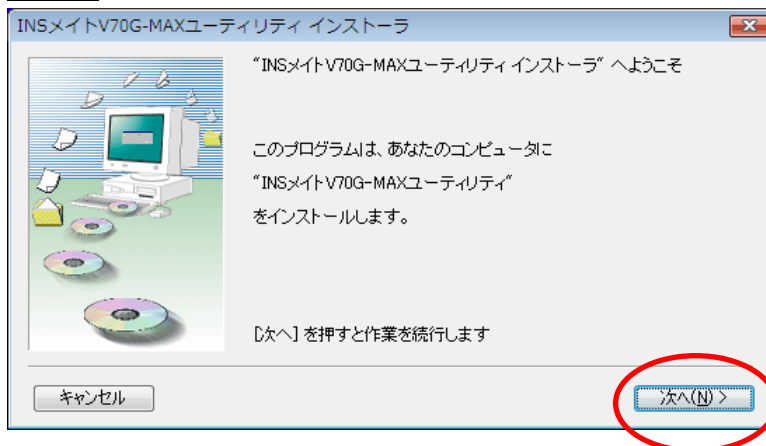 INSメイトV70G-MAXユーティリティ インストーラ
“INSメイトV70G-MAXユーティリティ インストーラ” へようこそ
このプログラムは、あなたのコンピュータに
“INSメイトV70G-MAXユーティリティ”
をインストールします。
[次へ] を押すと作業を続行します
キャンセル
次へ(N) >